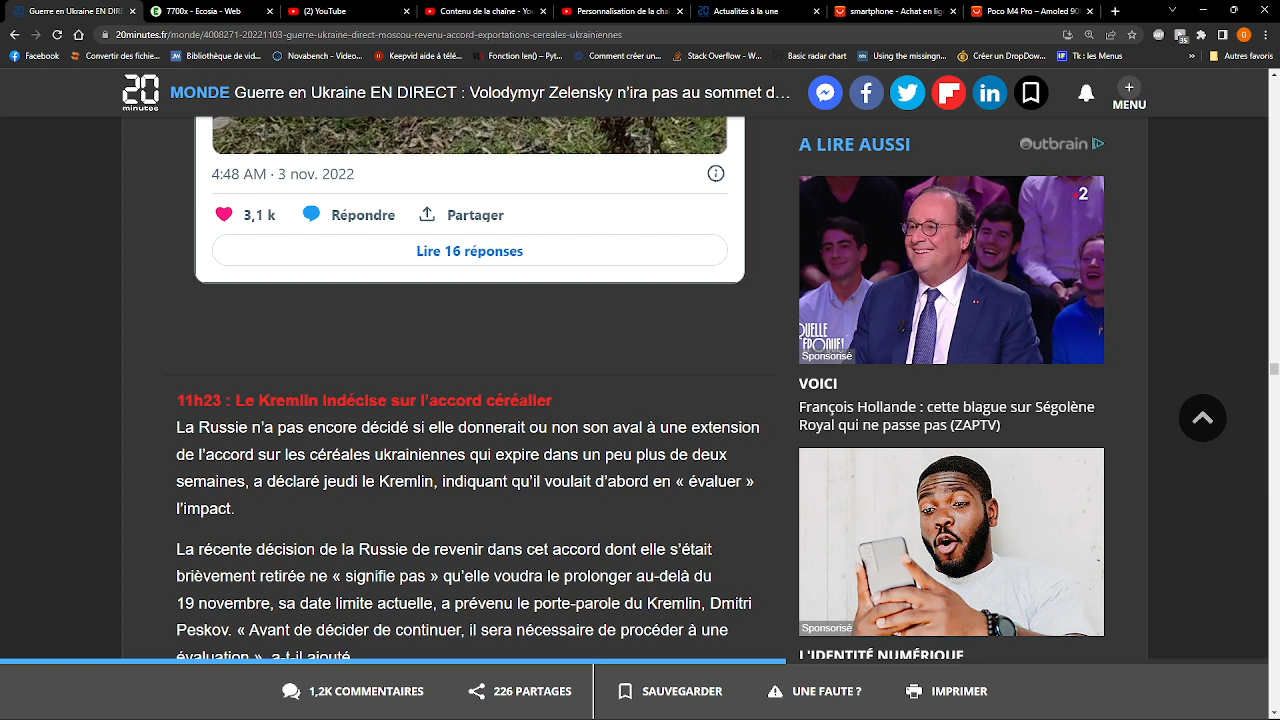 Guerre en Ukraine EN DIRE
7700x - Ecosia - Web
(2) YouTube
Contenu de la chaîne - You
Personnalisation de la chaî
Actualités à la une
smartphone - Achat en lig
Poco M4 Pro – Amoled 90
20minutes.fr/monde/4008271-20221103-guerre-ukraine-direct-moscou-revenu-accord-exportations-cereales-ukrainiennes
Facebook
Convertir des fichie...
Bibliothèque de vid...
Novabench - Video...
Keepvid aide à télé...
Fonction len() – Pyt...
Comment créer un...
Stack Overflow - W...
Basic radar chart
Using the missingn...
Créer un DropDow...
Tk : les Menus
»
Autres favoris
20 minutes
MONDE Guerre en Ukraine EN DIRECT : Volodymyr Zelensky n'ira pas au sommet d...
MENU
4:48 AM · 3 nov. 2022
3,1 k Répondre Partager
Lire 16 réponses
11h23 : Le Kremlin indécise sur l'accord céréalier
La Russie n'a pas encore décidé si elle donnerait ou non son aval à une extension
de l'accord sur les céréales ukrainiennes qui expire dans un peu plus de deux
semaines, a déclaré jeudi le Kremlin, indiquant qu'il voulait d'abord en « évaluer »
l'impact.
La récente décision de la Russie de revenir dans cet accord dont elle s'était
brièvement retirée ne « signifie pas » qu'elle voudra le prolonger au-delà du
19 novembre, sa date limite actuelle, a prévenu le porte-parole du Kremlin, Dmitri
Peskov. « Avant de décider de continuer, il sera nécessaire de procéder à une
évaluation », a-t-il ajouté.
A LIRE AUSSI
Outbrain
2
QUELLE ÉPOQUE!
Sponsorisé
VOICI
François Hollande : cette blague sur Ségolène
Royal qui ne passe pas (ZAPTV)
Sponsorisé
L'IDENTITÉ NUMÉRIQUE
1,2K COMMENTAIRES
226 PARTAGES
SAUVEGARDER
UNE FAUTE ?
IMPRIMER